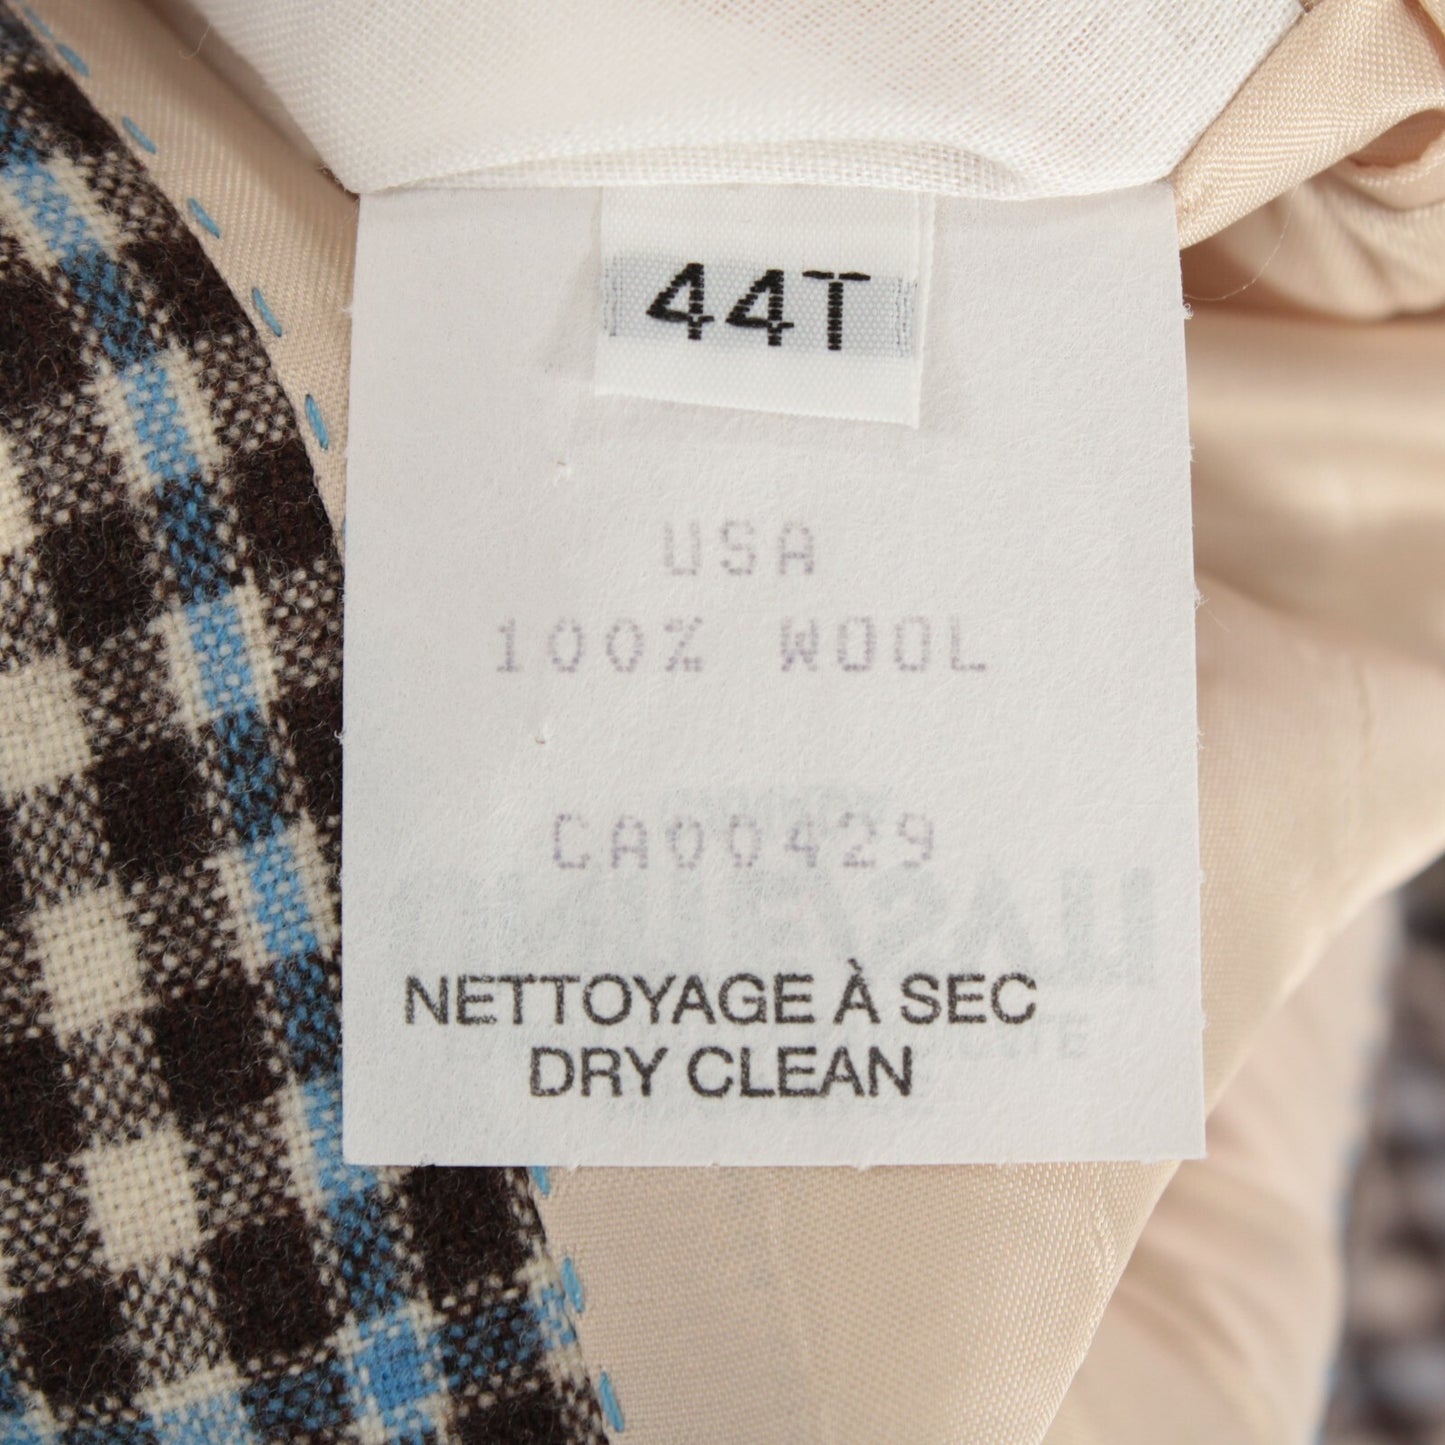 44T
USA
100% WOOL
CA00429
NETTOYAGE À SEC
DRY CLEAN